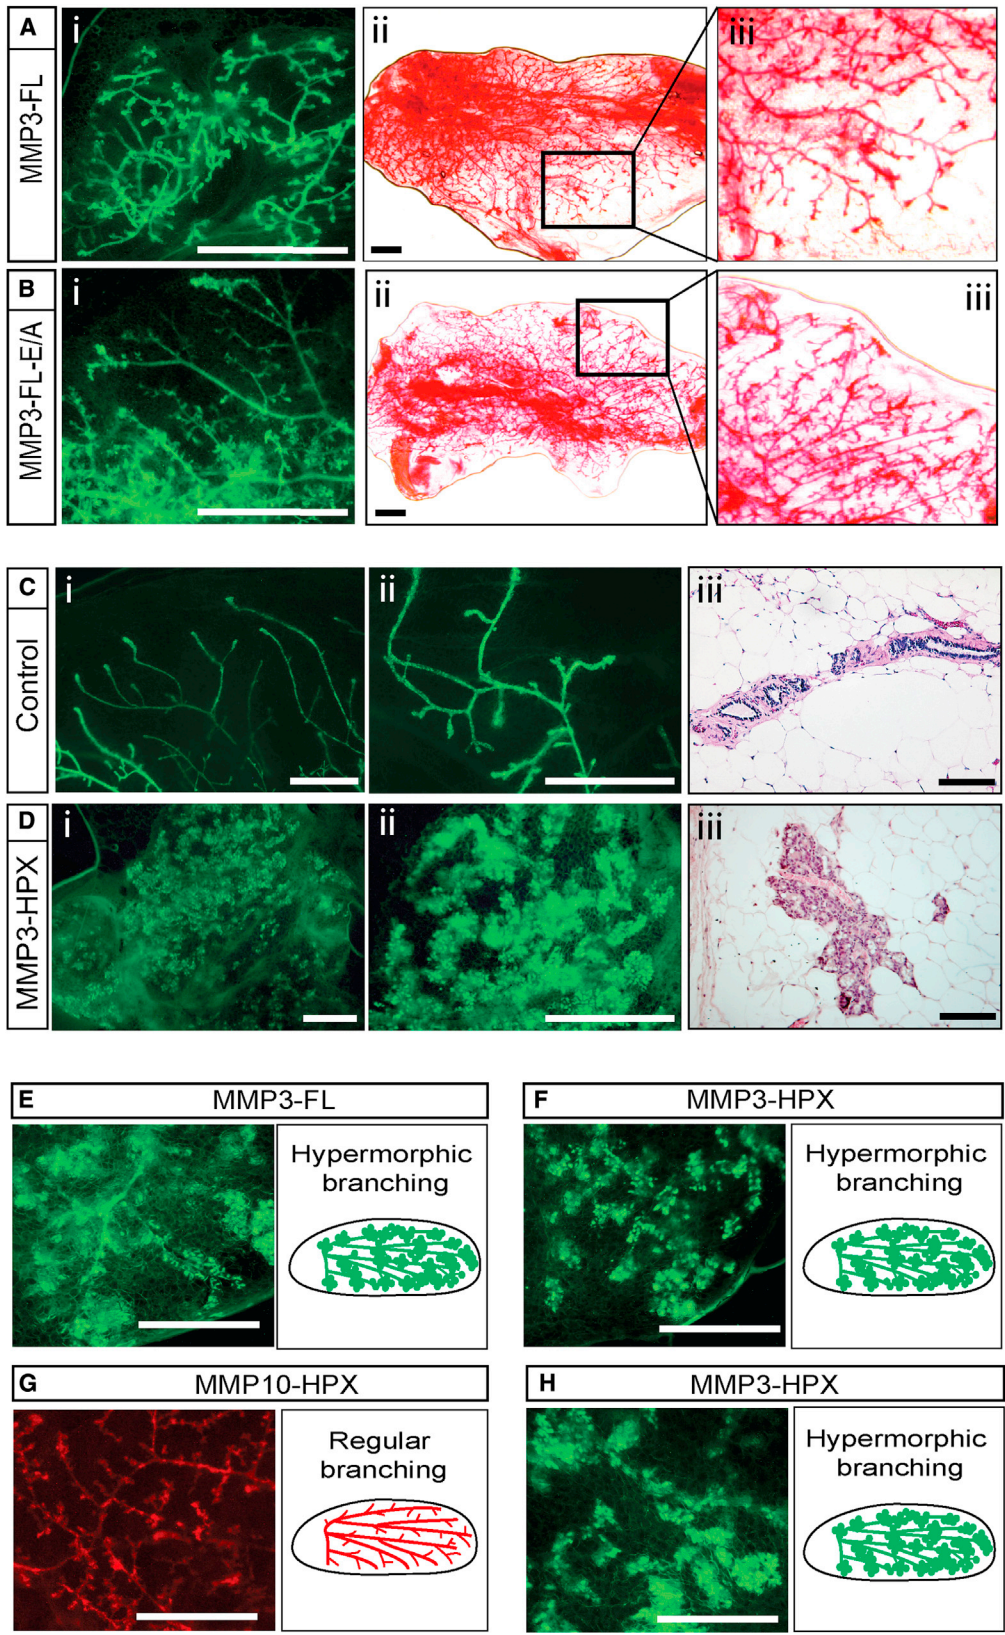 A
MMP3-FL
i
ii
iii
B
MMP3-FL-E/A
i
ii
iii
C
Control
i
ii
iii
D
MMP3-HPX
i
ii
iii
E
MMP3-FL
Hypermorphic
branching
F
MMP3-HPX
Hypermorphic
branching
G
MMP10-HPX
Regular
branching
H
MMP3-HPX
Hypermorphic
branching